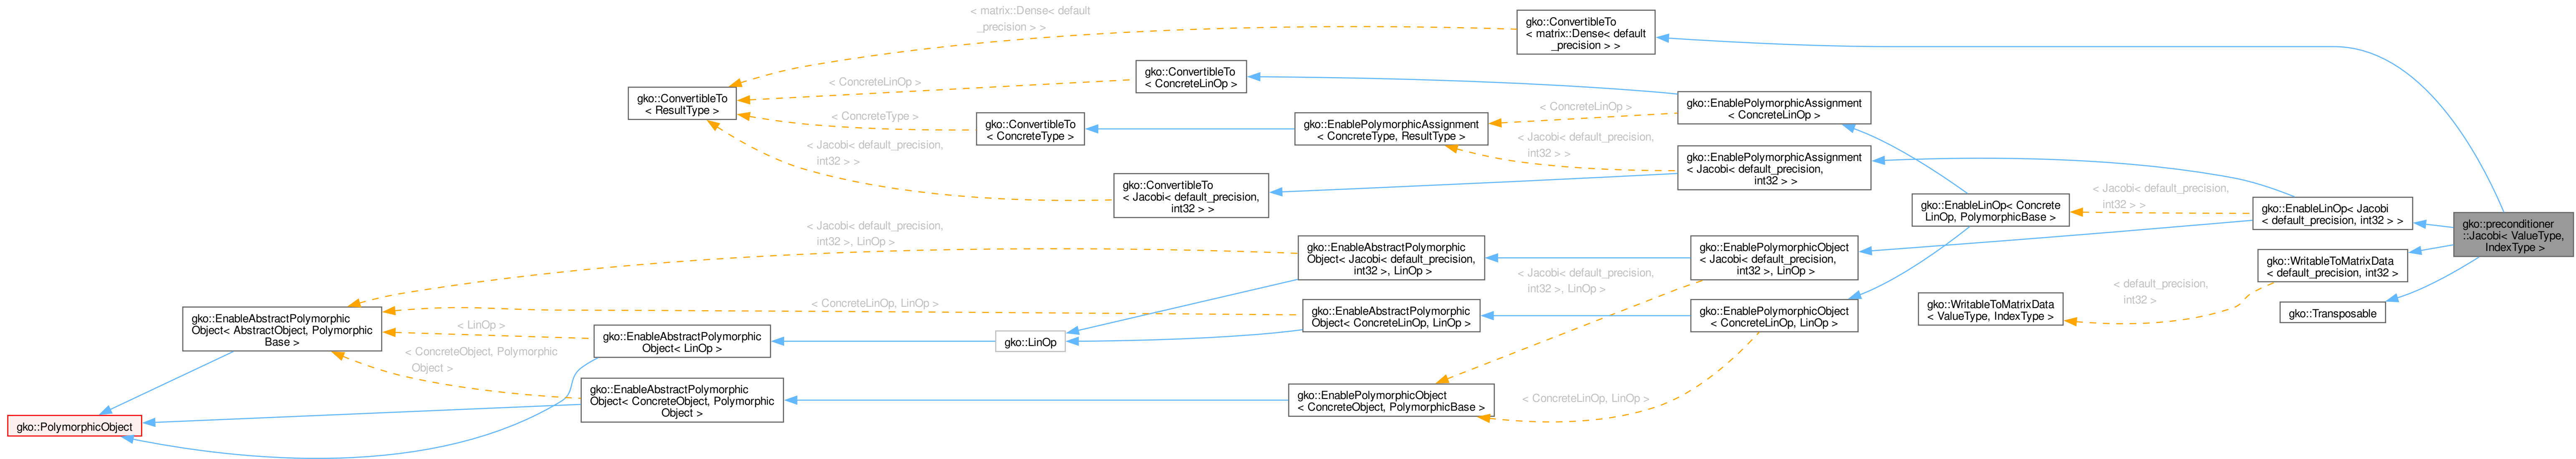 < matrix::Dense< default
_precision > >
gko::ConvertibleTo
< matrix::Dense< default
_precision > >
gko::ConvertibleTo
< ConcreteLinOp >
< ConcreteLinOp >
gko::ConvertibleTo
< ResultType >
< ConcreteType >
gko::ConvertibleTo
< ConcreteType >
gko::EnablePolymorphicAssignment
< ConcreteType, ResultType >
< ConcreteLinOp >
gko::EnablePolymorphicAssignment
< ConcreteLinOp >
< Jacobi< default_precision,
int32 > >
< Jacobi< default_precision,
int32 > >
gko::EnablePolymorphicAssignment
< Jacobi< default_precision,
int32 > >
gko::ConvertibleTo
< Jacobi< default_precision,
int32 > >
gko::EnableLinOp< Concrete
LinOp, PolymorphicBase >
< Jacobi< default_precision,
int32 > >
gko::EnableLinOp< Jacobi
< default_precision, int32 > >
gko::preconditioner
::Jacobi< ValueType,
IndexType >
< Jacobi< default_precision,
int32 >, LinOp >
gko::EnableAbstractPolymorphic
Object< Jacobi< default_precision,
int32 >, LinOp >
gko::EnablePolymorphicObject
< Jacobi< default_precision,
int32 >, LinOp >
gko::WritableToMatrixData
< default_precision, int32 >
< Jacobi< default_precision,
int32 >, LinOp >
< default_precision,
int32 >
gko::EnableAbstractPolymorphic
Object< AbstractObject, Polymorphic
Base >
< ConcreteLinOp, LinOp >
gko::EnableAbstractPolymorphic
Object< ConcreteLinOp, LinOp >
gko::EnablePolymorphicObject
< ConcreteLinOp, LinOp >
gko::WritableToMatrixData
< ValueType, IndexType >
gko::Transposable
< LinOp >
gko::EnableAbstractPolymorphic
Object< LinOp >
gko::LinOp
< ConcreteObject, Polymorphic
Object >
gko::EnableAbstractPolymorphic
Object< ConcreteObject, Polymorphic
Object >
gko::EnablePolymorphicObject
< ConcreteObject, PolymorphicBase >
< ConcreteLinOp, LinOp >
gko::PolymorphicObject